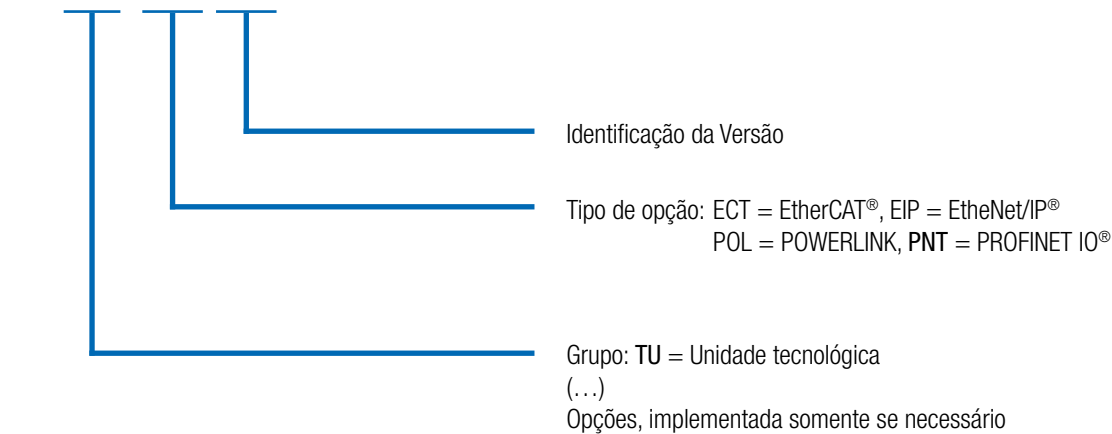 Identificação da Versão
Tipo de opção: ECT = EtherCAT®, EIP = EtheNet/IP®
POL = POWERLINK, PNT = PROFINET IO®
Grupo: TU = Unidade tecnológica
(…)
Opções, implementada somente se necessário